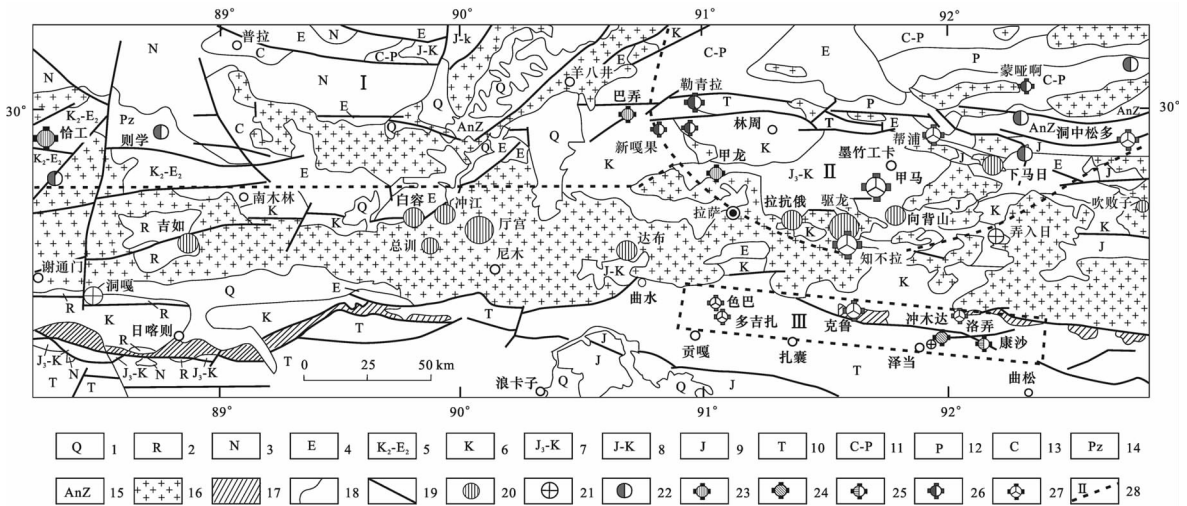 89° 90° 91° 92°
N 普拉 E N E J-K J-k K C-P E C-P
C C-P P
I 羊八井 蒙哑啊
N E Q C-P
30° N 巴弄 勒青拉 30°
K₂-E₂ Pz E T P AnZ
恰工 则学 C Q AnZ Q 林周 T E 帮浦 AnZ 洞中松多
K₂-E₂ E 新嘎果 K J E
K 墨竹工卡 J
K₂-E₂ 甲龙 J₃-K II 甲马 下马日
E
南木林 白容 冲江 拉萨 拉抗俄 驱龙 K 吹败子
R 吉如 K Q E 厅宫 K 向背山 弄入日
总训 达布 E 知不拉 J
谢通门 R 尼木 J-K K K
洞嘎 Q E 曲水
R R 色巴
K 日喀则 K T T 多吉扎 III 克鲁 冲木达 洛弄
R 贡嘎 扎囊 泽当 康沙
J₃-K N R J₃-K T 0 25 50 km J T
T N T 浪卡子 Q Q J 曲松
89° 90° 91° 92°
Q 1 R 2 N 3 E 4 K₂-E₂ 5 K 6 J₃-K 7 J-K 8 J 9 T 10 C-P 11 P 12 C 13 Pz 14
AnZ 15 16 17 18 19 20 21 22 23 24 25 26 27 II 28